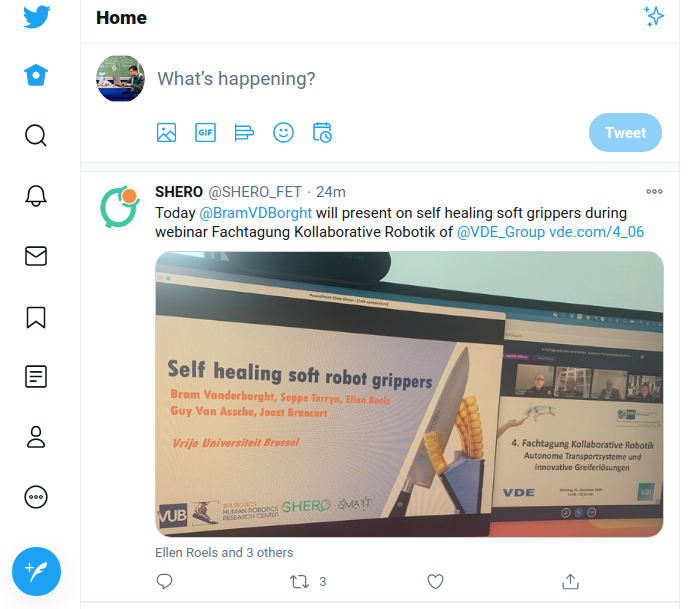 Home
What's happening?
GIF
Tweet
SHERO @SHERO_FET · 24m
Today @BramVDBorght will present on self healing soft grippers during
webinar Fachtagung Kollaborative Robotik of @VDE_Group vde.com/4_06
Self healing soft robot grippers
Bram Vanderborght, Seppe Terryn, Ellen Roels
Guy Van Assche, Joost Brancart
Vrije Universiteit Brussel
VUB
HUMAN ROBOTICS
RESEARCH CENTER
SHERO
SMART
4. Fachtagung Kollaborative Robotik
Autonome Transportsysteme und
innovative Greiferlösungen
VDE
VDI
Ellen Roels and 3 others
3